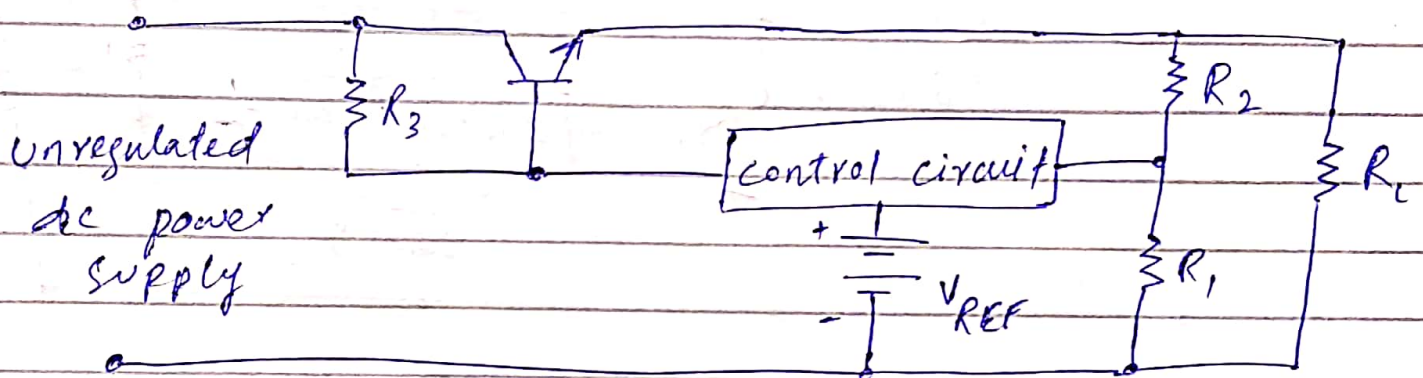 R3
unregulated
dc power
supply
control circuit
+
-
VREF
R2
R1
RL